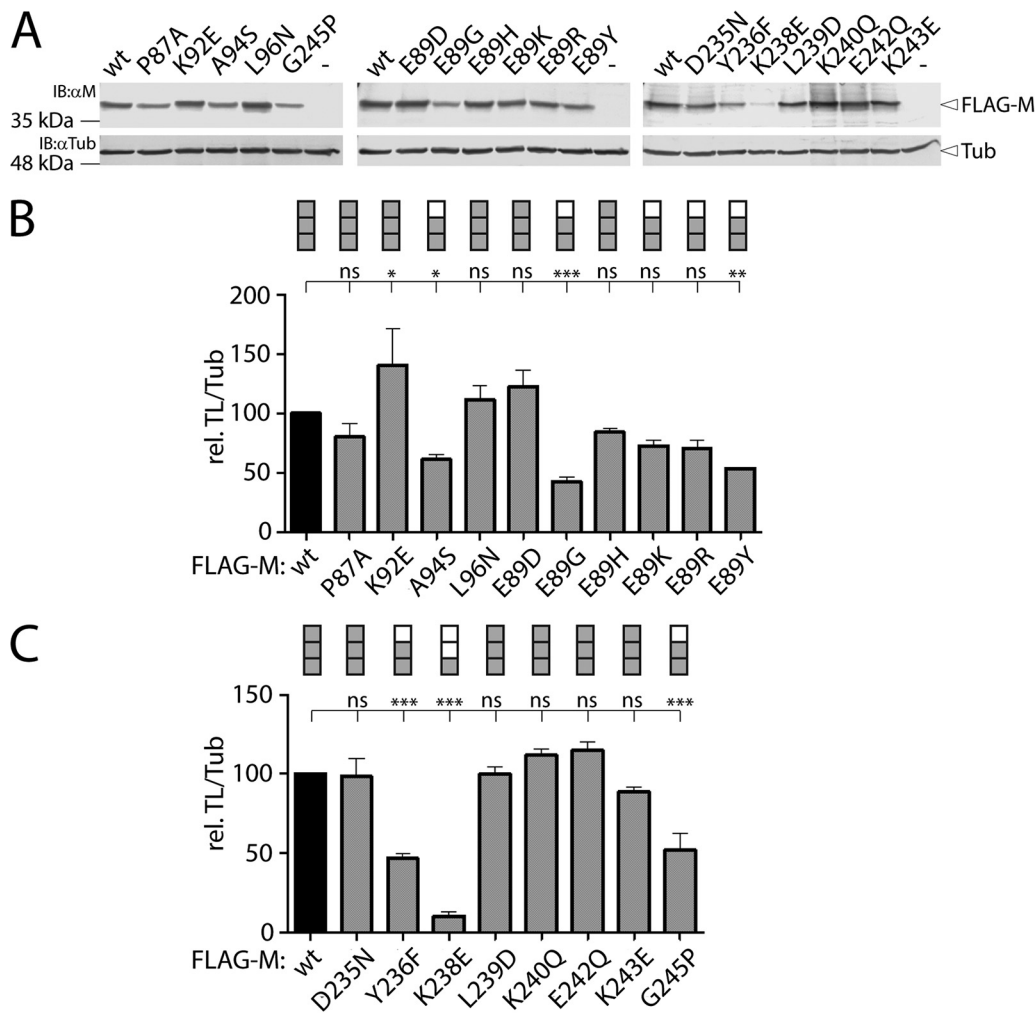 A
wt P87A K92E A94S L96N G245P - wt E89D E89G E89H E89K E89R E89Y - wt D235N Y236F K238E L239D K240Q E242Q K243E -
IB:αM
35 kDa
FLAG-M
IB:αTub
48 kDa
Tub
B
ns * * ns ns *** ns ns ns **
200
150
100
50
0
rel. TL/Tub
FLAG-M: wt P87A K92E A94S L96N E89D E89G E89H E89K E89R E89Y
C
ns *** *** ns ns ns ns ***
150
100
50
0
rel. TL/Tub
FLAG-M: wt D235N Y236F K238E L239D K240Q E242Q K243E G245P